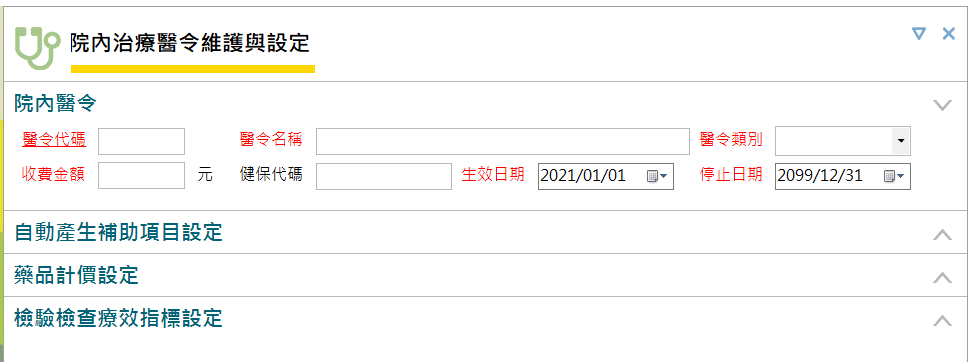 院內治療醫令維護與設定
院內醫令
醫令代碼 醫令名稱 醫令類別
收費金額 元 健保代碼 生效日期 2021/01/01 停止日期 2099/12/31
自動產生補助項目設定
藥品計價設定
檢驗檢查療效指標設定